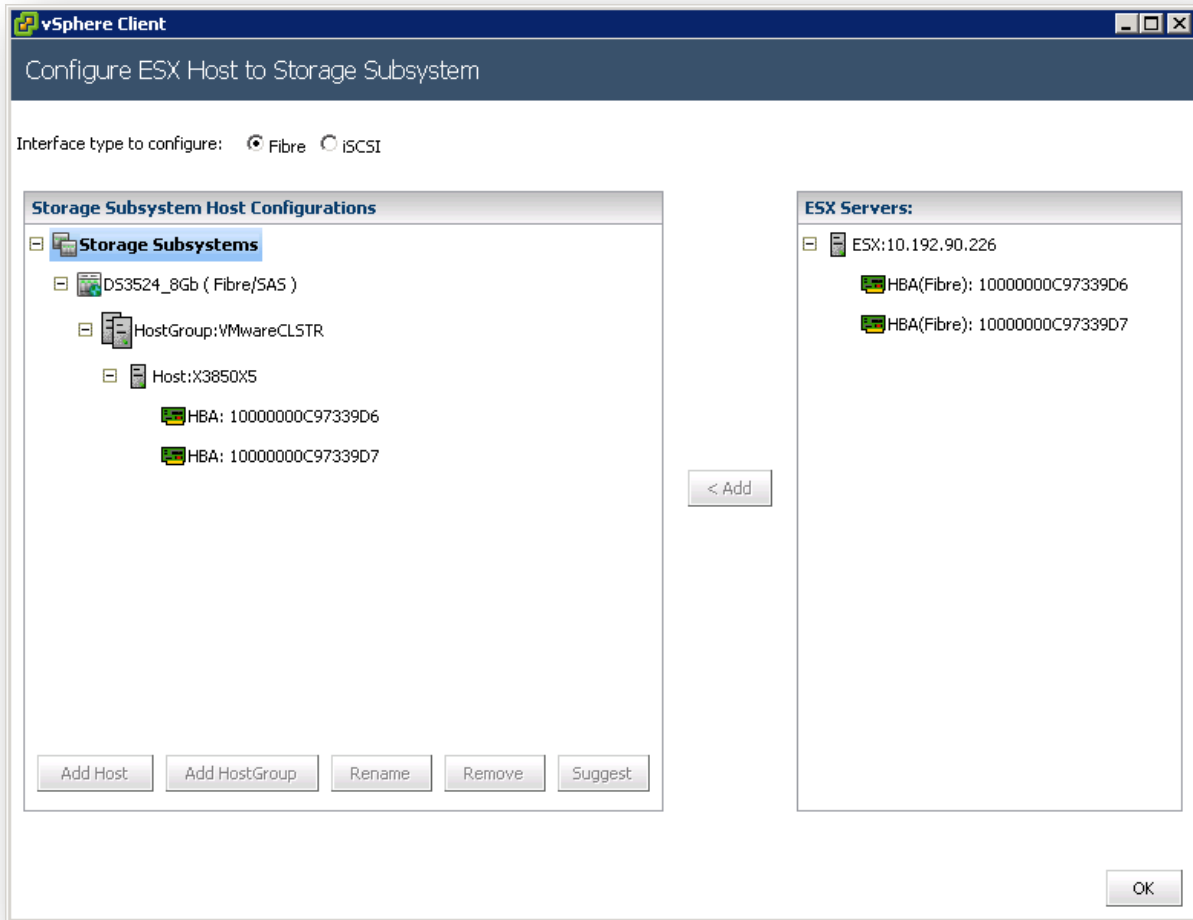 vSphere Client
Configure ESX Host to Storage Subsystem
Interface type to configure: Fibre iSCSI
Storage Subsystem Host Configurations
Storage Subsystems
DS3524_8Gb ( Fibre/SAS )
HostGroup:VMwareCLSTR
Host:X3850X5
HBA: 10000000C97339D6
HBA: 10000000C97339D7
Add Host Add HostGroup Rename Remove Suggest
< Add
ESX Servers:
ESX:10.192.90.226
HBA(Fibre): 10000000C97339D6
HBA(Fibre): 10000000C97339D7
OK